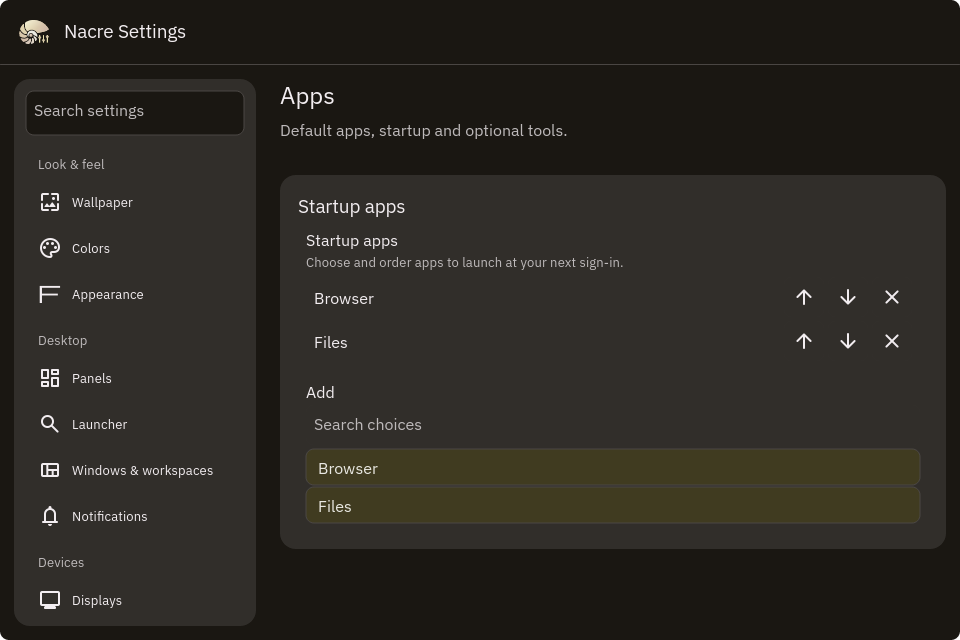 Nacre Settings
Search settings
Look & feel
Wallpaper
Colors
Appearance
Desktop
Panels
Launcher
Windows & workspaces
Notifications
Devices
Displays
Apps
Default apps, startup and optional tools.
Startup apps
Startup apps
Choose and order apps to launch at your next sign-in.
Browser
Files
Add
Search choices
Browser
Files